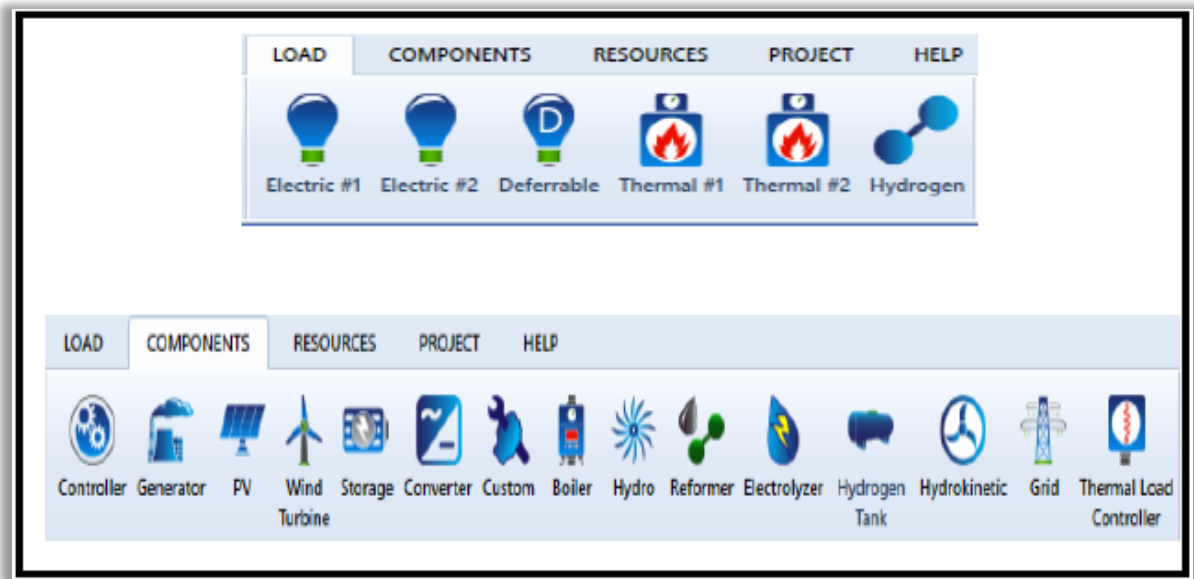 LOAD COMPONENTS RESOURCES PROJECT HELP
D
Electric #1 Electric #2 Deferrable Thermal #1 Thermal #2 Hydrogen
LOAD COMPONENTS RESOURCES PROJECT HELP
Controller Generator PV Wind Storage Converter Custom Boiler Hydro Reformer Electrolyzer Hydrogen Hydrokinetic Grid Thermal Load
Turbine Tank Controller